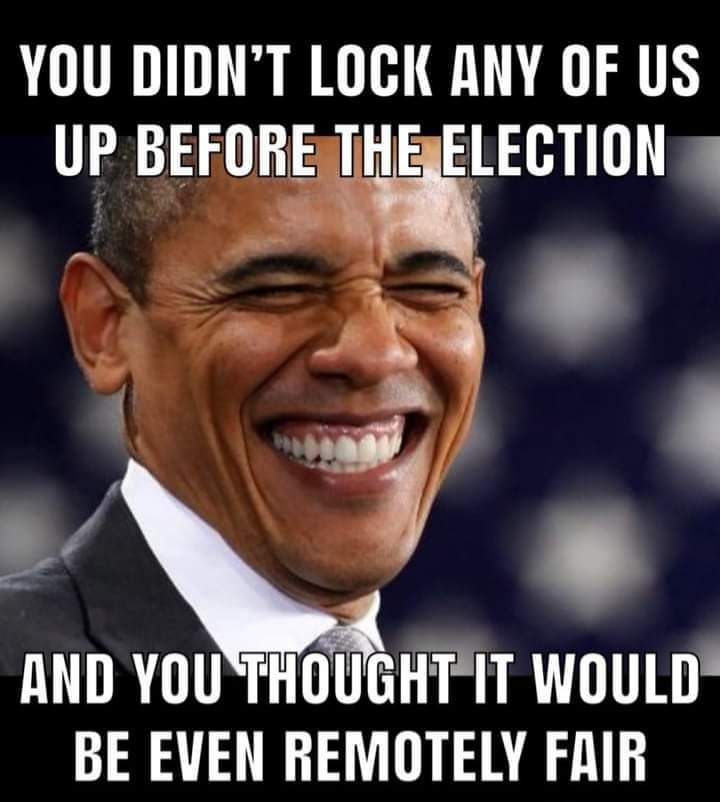 YOU DIDN'T LOCK ANY OF US
UP BEFORE THE ELECTION
AND YOU THOUGHT IT WOULD
BE EVEN REMOTELY FAIR